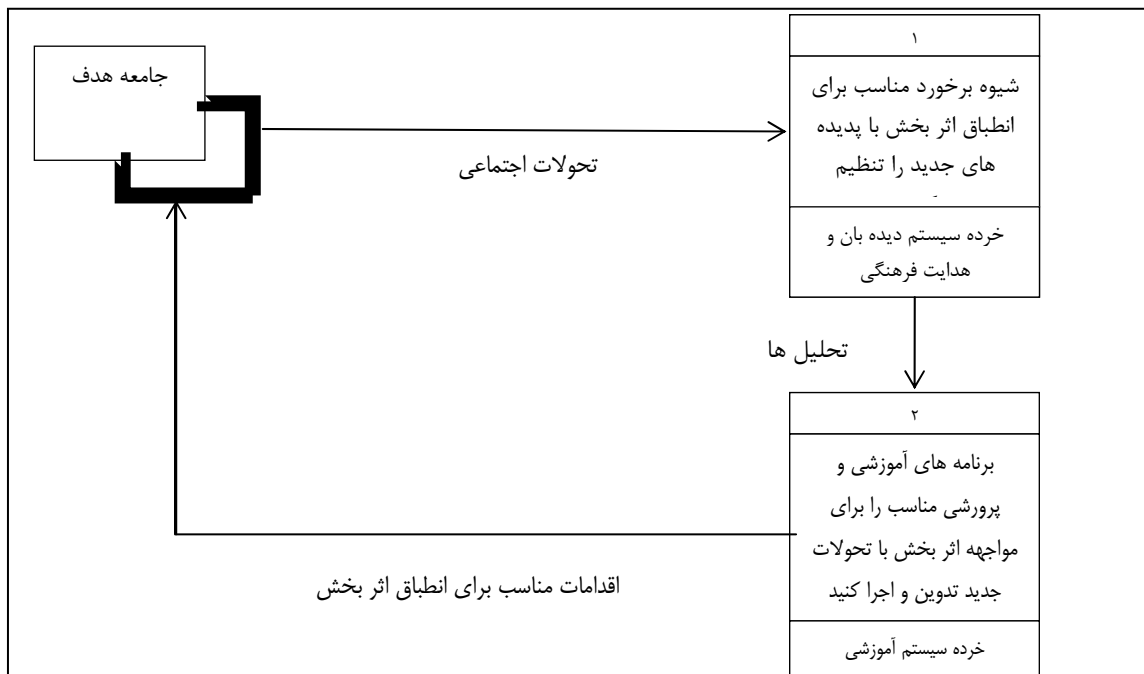 جامعه هدف
تحولات اجتماعی
۱
شیوه برخورد مناسب برای
انطباق اثر بخش با پدیده
های جدید را تنظیم
خرده سیستم دیده بان و
هدایت فرهنگی
تحلیل ها
۲
برنامه های آموزشی و
پرورشی مناسب را برای
مواجهه اثر بخش با تحولات
جدید تدوین و اجرا کنید
خرده سیستم آموزشی
اقدامات مناسب برای انطباق اثر بخش